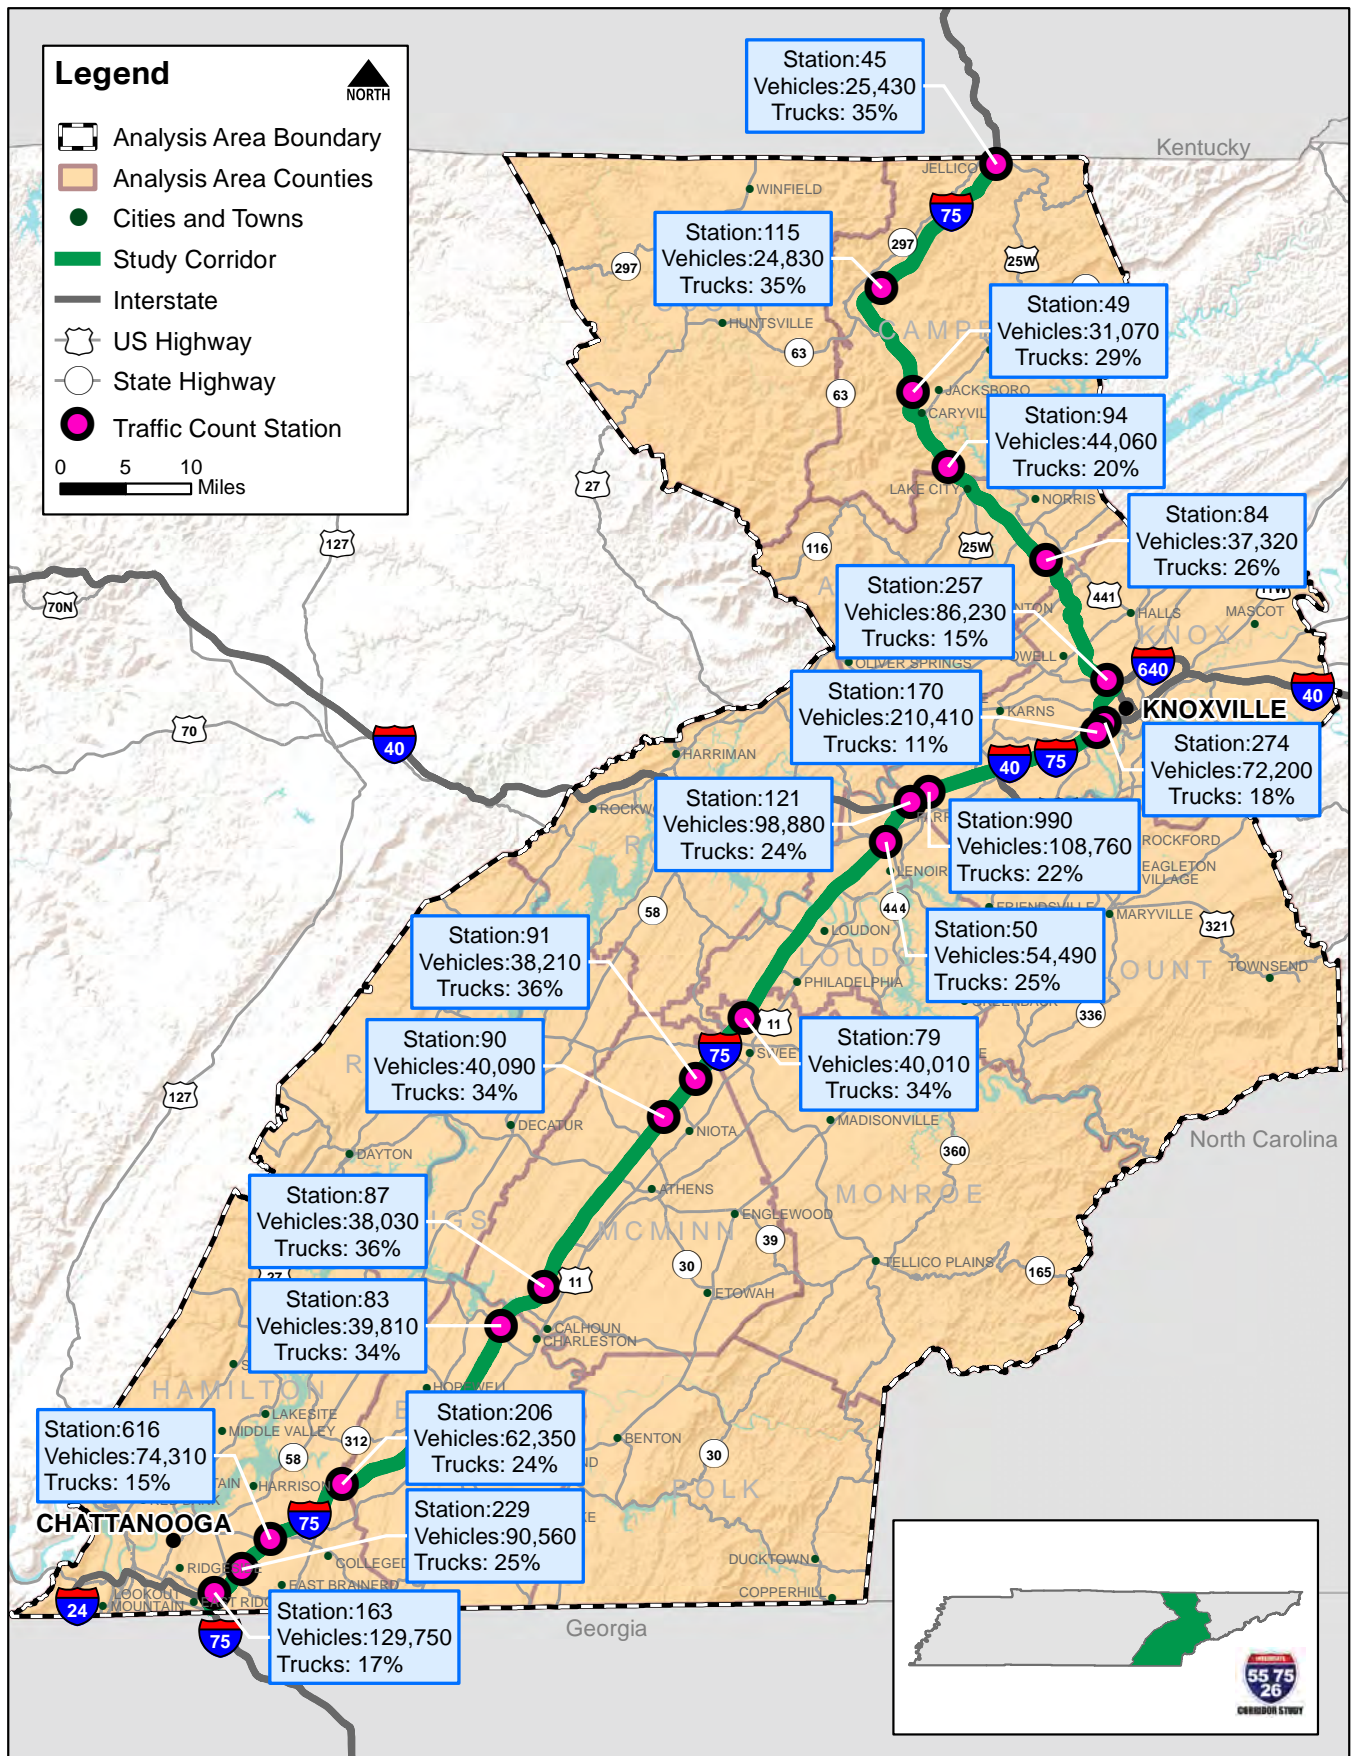 Legend
NORTH
Analysis Area Boundary
Analysis Area Counties
Cities and Towns
Study Corridor
Interstate
US Highway
State Highway
Traffic Count Station
0 5 10
Miles
Station:45
Vehicles:25,430
Trucks: 35%
Kentucky
JELLICO
WINFIELD
75
Station:115
Vehicles:24,830
Trucks: 35%
297
297
25W
HUNTSVILLE
63
63
Station:49
Vehicles:31,070
Trucks: 29%
JACKSBORO
Station:94
Vehicles:44,060
Trucks: 20%
LAKE CITY
NORRIS
27
127
116
25W
Station:84
Vehicles:37,320
Trucks: 26%
70N
Station:257
Vehicles:86,230
Trucks: 15%
441
HALLS
MASCOT
KNOX
OLIVER SPRINGS
640
40
Station:170
Vehicles:210,410
Trucks: 11%
KARNS
KNOXVILLE
70
40
HARRIMAN
40
75
Station:274
Vehicles:72,200
Trucks: 18%
Station:121
Vehicles:98,880
Trucks: 24%
Station:990
Vehicles:108,760
Trucks: 22%
ROCKFORD
EAGLETON
VILLAGE
58
444
MARYVILLE
321
LOUDON
Station:91
Vehicles:38,210
Trucks: 36%
Station:50
Vehicles:54,490
Trucks: 25%
TOWNSEND
PHILADELPHIA
336
11
75
Station:90
Vehicles:40,090
Trucks: 34%
Station:79
Vehicles:40,010
Trucks: 34%
127
DECATUR
NIOTA
MADISONVILLE
North Carolina
DAYTON
360
Station:87
Vehicles:38,030
Trucks: 36%
ATHENS
MONROE
ENGLEWOOD
MCMINN
39
30
TELLICO PLAINS
165
27
11
ETOWAH
Station:83
Vehicles:39,810
Trucks: 34%
CALHOUN
CHARLESTON
HAMILTON
LAKESITE
MIDDLE VALLEY
312
58
Station:616
Vehicles:74,310
Trucks: 15%
Station:206
Vehicles:62,350
Trucks: 24%
BENTON
30
POLK
HARRISON
CHATTANOOGA
75
Station:229
Vehicles:90,560
Trucks: 25%
DUCKTOWN
COPPERHILL
EAST BRAINERD
LOOKOUT
MOUNTAIN
24
Station:163
Vehicles:129,750
Trucks: 17%
75
Georgia
INTERSTATE
55 75
26
CORRIDOR STUDY